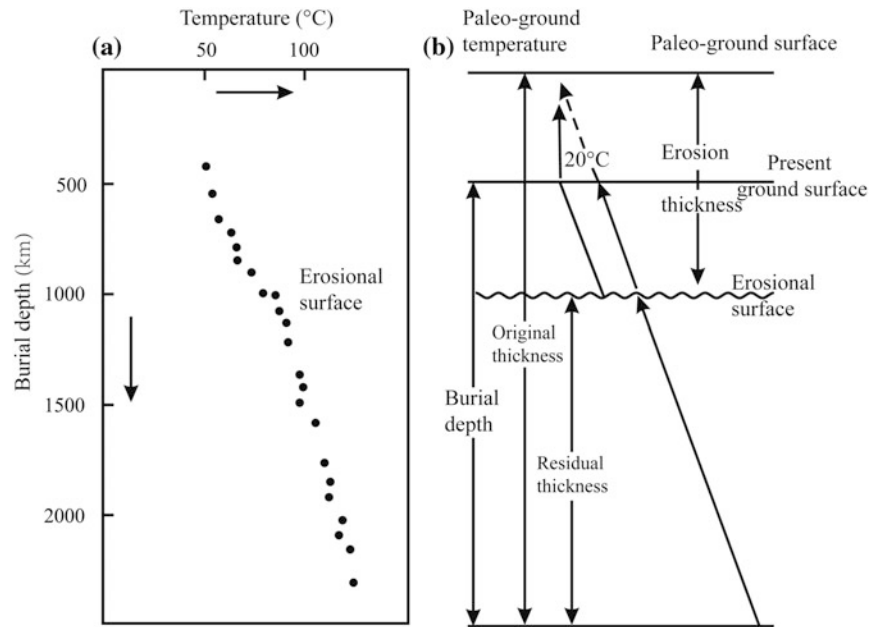 Temperature (°C)
(a)
50
100
500
1000
1500
2000
Burial depth (km)
Erosional
surface
(b)
Paleo-ground
temperature
Paleo-ground surface
20°C
Erosion
thickness
Present
ground surface
Erosional
surface
Original
thickness
Burial
depth
Residual
thickness